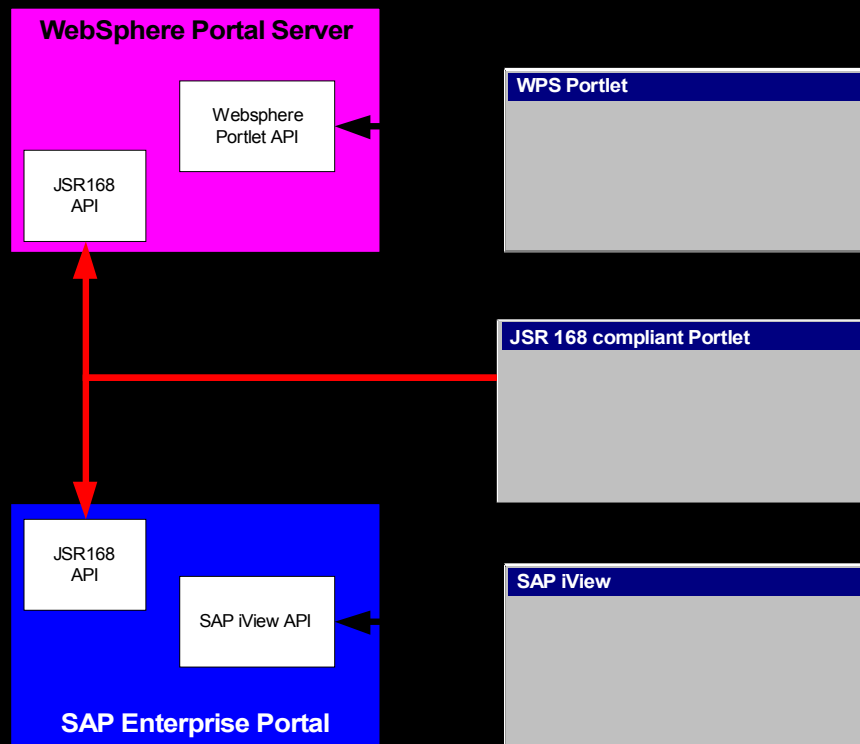 WebSphere Portal Server
Websphere
Portlet API
JSR168
API
WPS Portlet
JSR 168 compliant Portlet
JSR168
API
SAP iView API
SAP Enterprise Portal
SAP iView